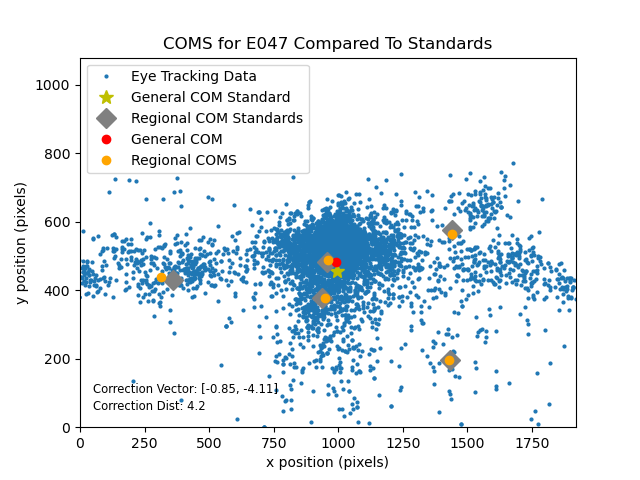 COMS for E047 Compared To Standards
Eye Tracking Data
General COM Standard
Regional COM Standards
General COM
Regional COMS
1000
800
600
400
200
0
y position (pixels)
Correction Vector: [-0.85, -4.11]
Correction Dist: 4.2
0 250 500 750 1000 1250 1500 1750
x position (pixels)